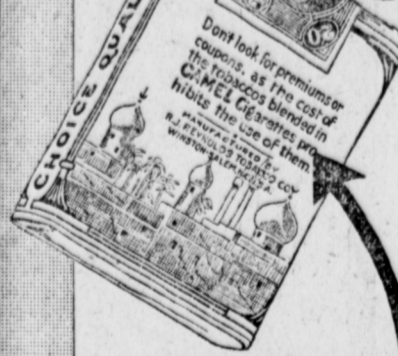 CHOICE QUAL
Don't look for premiums or
coupons, as the cost of
the tobaccos blended in
CAMEL Cigarettes pro-
hibits the use of them.
MANUFACTURED BY
R.J. REYNOLDS TOBACCO CO.
WINSTON-SALEM, N.C. U.S.A.